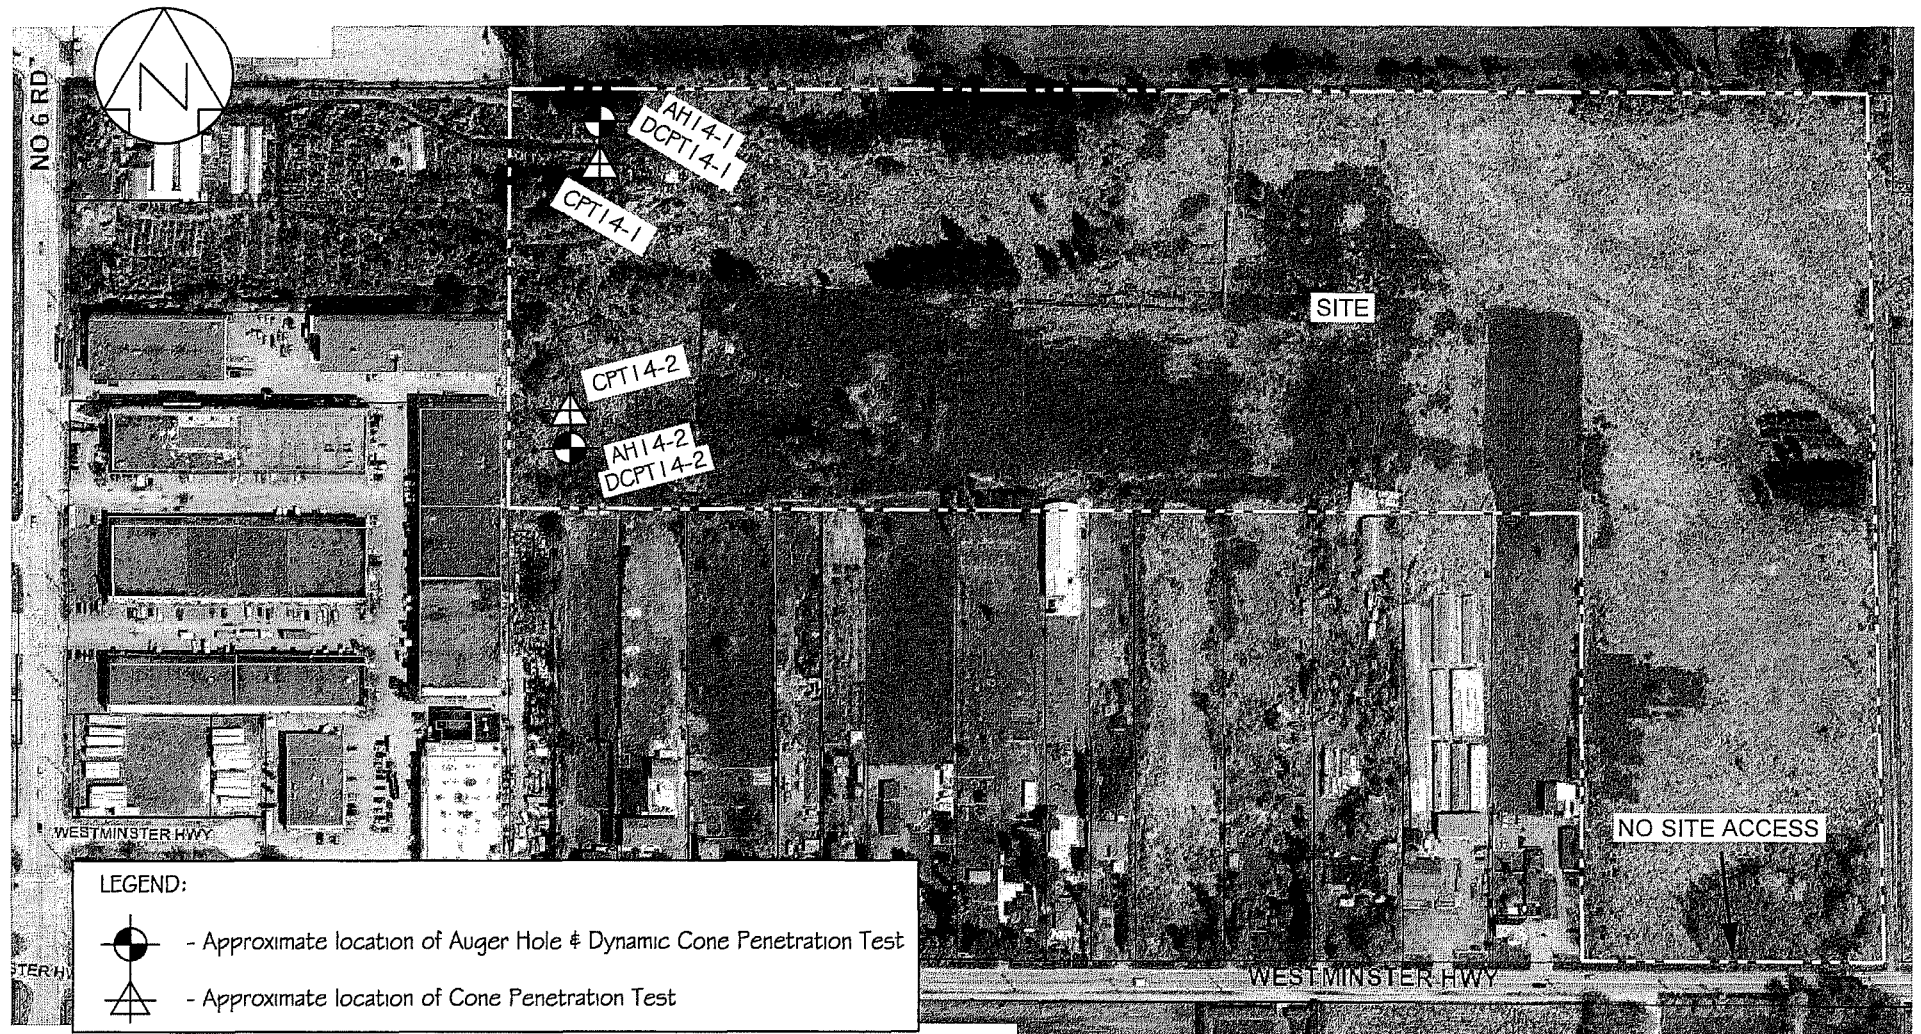 N
NO 6 RD
AH14-1
DCPT14-1
CPT14-1
SITE
CPT14-2
AH14-2
DCPT14-2
NO SITE ACCESS
WESTMINSTER HWY
LEGEND:
- Approximate location of Auger Hole & Dynamic Cone Penetration Test
STER HW
WESTMINSTER HWY
- Approximate location of Cone Penetration Test